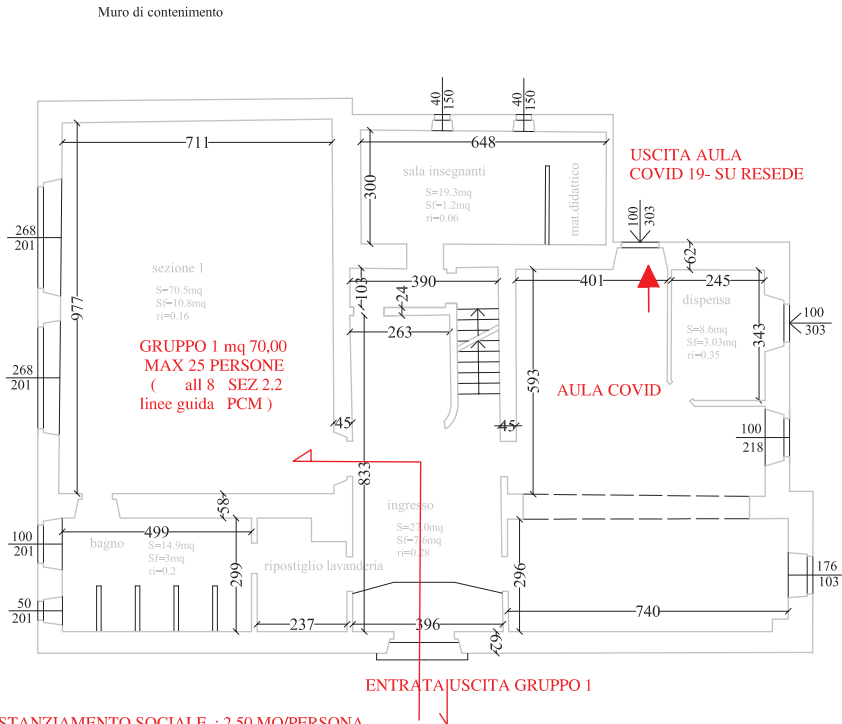 Muro di contenimento
40
150
40
150
711
648
USCITA AULA
COVID 19- SU RESEDE
sala insegnanti
S=19.3mq
Sf=1.2mq
ri=0.06
300
mat.didattico
100
303
268
201
62
sezione 1
S=70.5mq
Sf=10.8mq
ri=0.16
977
103
390
24
263
401
245
dispensa
S=8.6mq
Sf=3.03mq
ri=0.35
343
100
303
GRUPPO 1 mq 70,00
MAX 25 PERSONE
( all 8 SEZ 2.2
linee guida PCM )
268
201
593
AULA COVID
45
45
100
218
833
58
ingresso
S=27.0mq
Sf=7.6mq
ri=0.28
499
bagno
S=14.9mq
Sf=3mq
ri=0.2
100
201
299
ripostiglio lavanderia
296
176
103
50
201
237
396
740
62
ENTRATA USCITA GRUPPO 1
STANZIAMENTO SOCIALE : 2,50 MQ/PERSONA